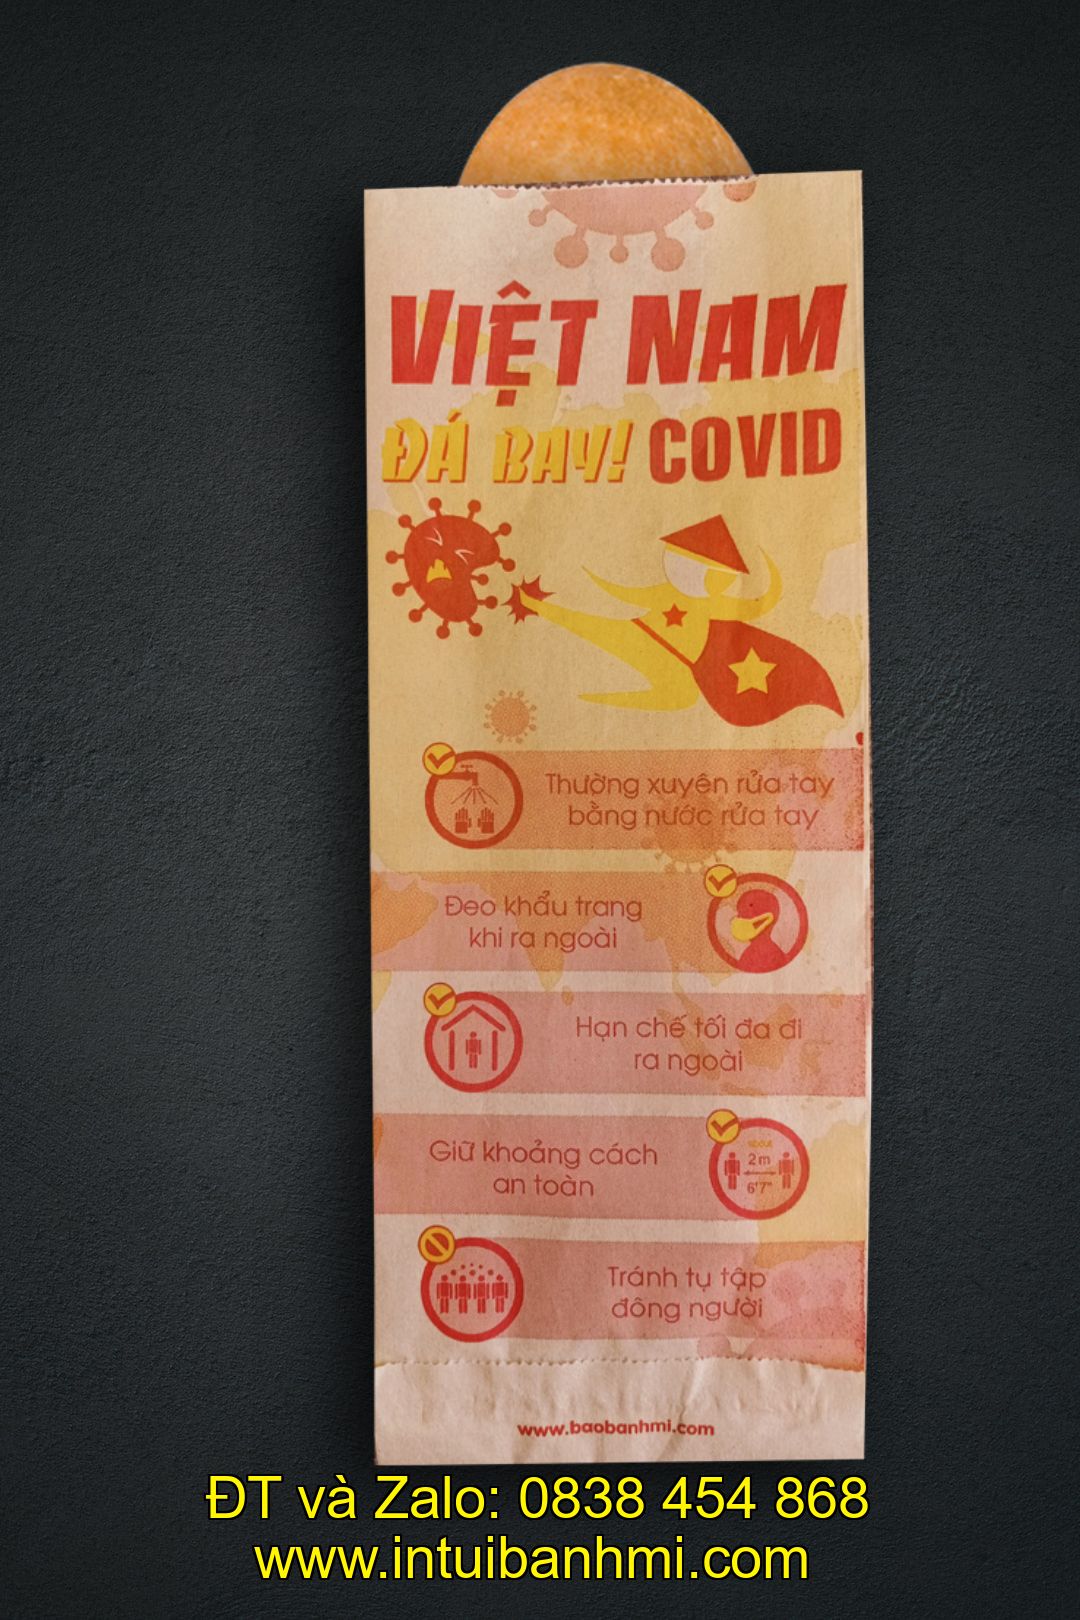 VIỆT NAM
ĐÁ BAY! COVID
Thường xuyên rửa tay
bằng nước rửa tay
Đeo khẩu trang
khi ra ngoài
Hạn chế tối đa đi
ra ngoài
Giữ khoảng cách
an toàn
about
2m
6'7"
Tránh tụ tập
đông người
www.baobanhmi.com
ĐT và Zalo: 0838 454 868
www.intuibanhmi.com